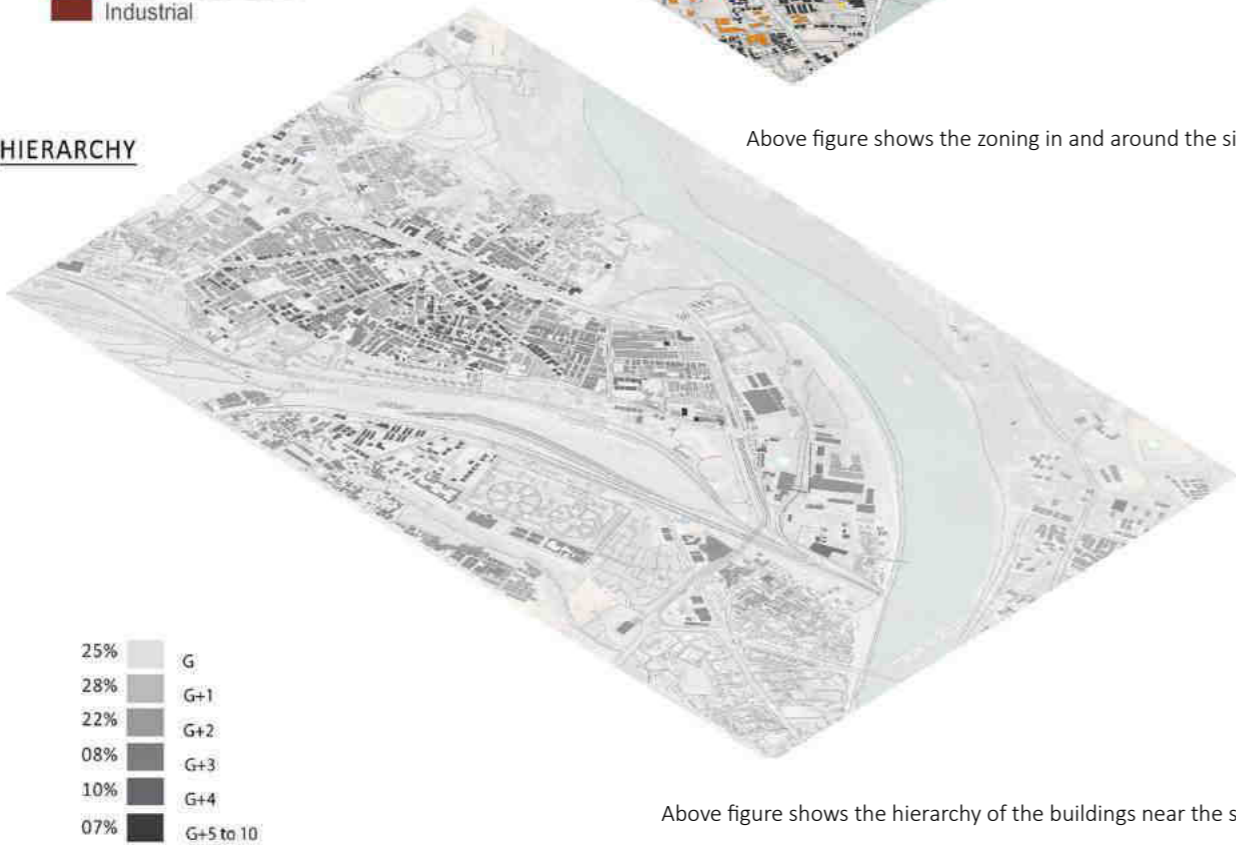 Industrial
Above figure shows the zoning in and around the si
HIERARCHY
25% G
28% G+1
22% G+2
08% G+3
10% G+4
07% G+5 to 10
Above figure shows the hierarchy of the buildings near the s